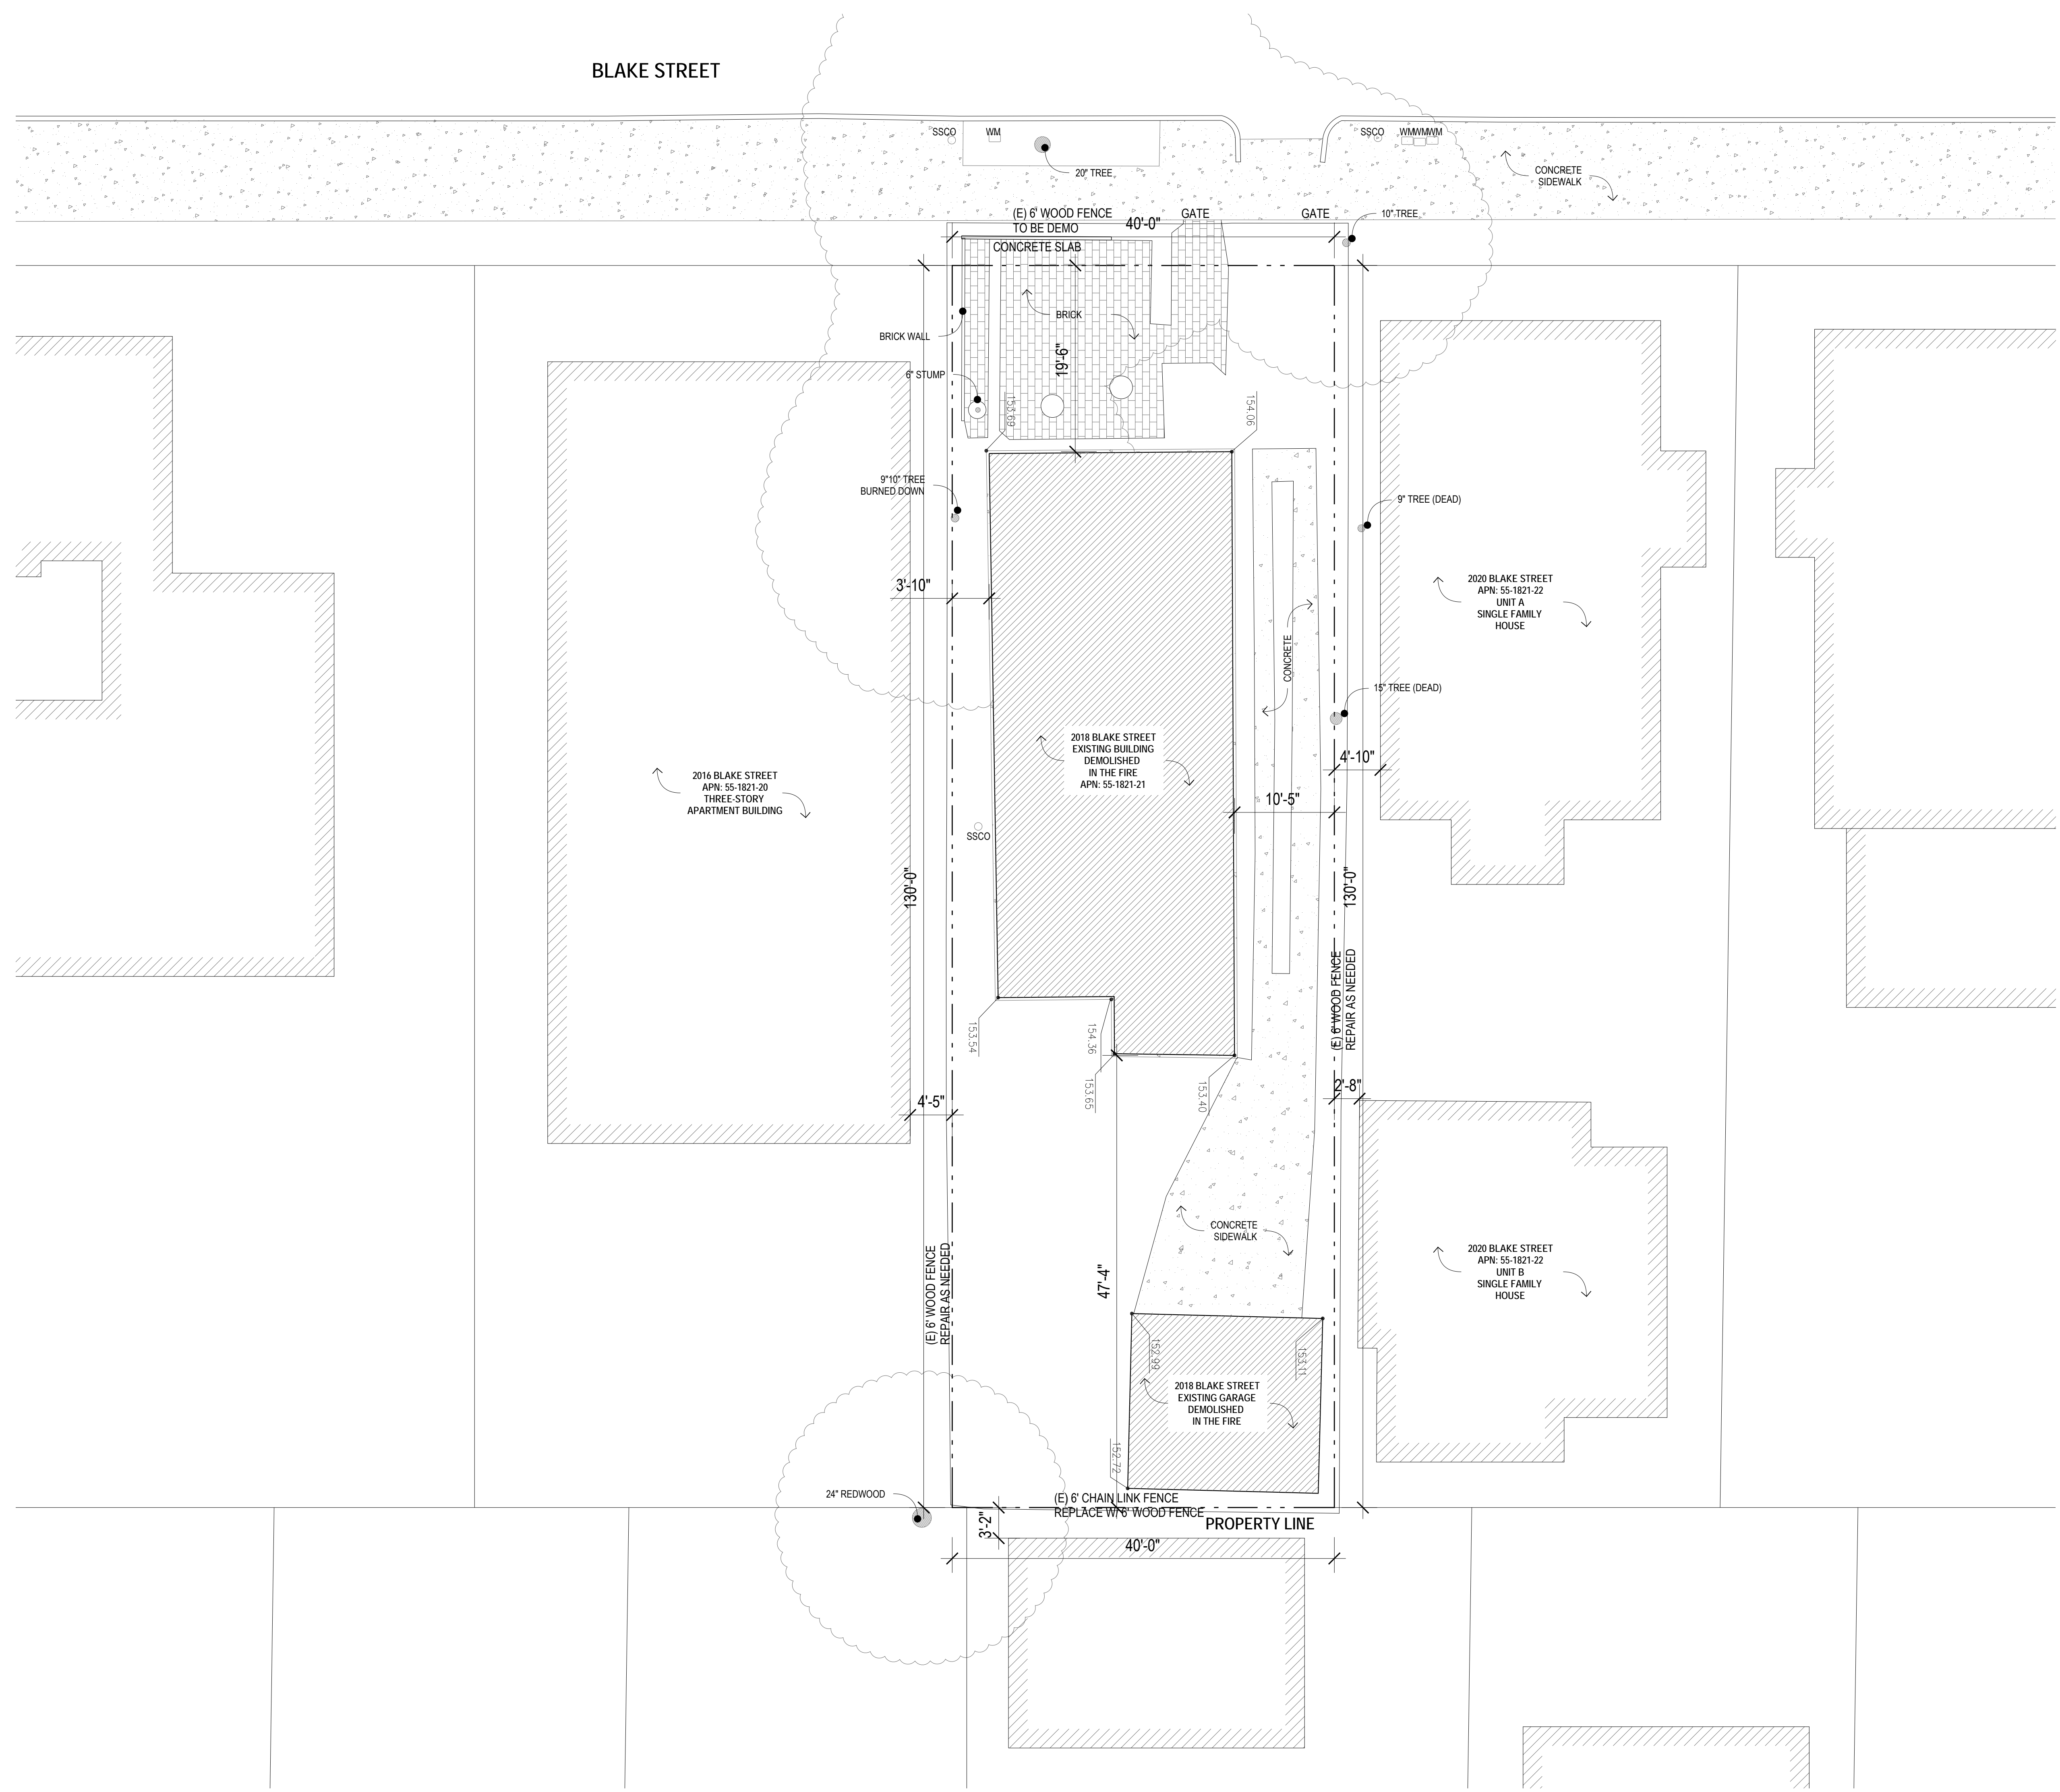 BLAKE STREET
SSCO
WM
20" TREE
SSCO
WMWMWM
CONCRETE
SIDEWALK
(E) 6' WOOD FENCE
TO BE DEMO
40'-0"
GATE
GATE
10" TREE
CONCRETE SLAB
BRICK
BRICK WALL
19'-6"
6" STUMP
153.69
154.06
9"10" TREE
BURNED DOWN
9" TREE (DEAD)
3'-10"
2020 BLAKE STREET
APN: 55-1821-22
UNIT A
SINGLE FAMILY
HOUSE
CONCRETE
15" TREE (DEAD)
2018 BLAKE STREET
EXISTING BUILDING
DEMOLISHED
IN THE FIRE
APN: 55-1821-21
4'-10"
2016 BLAKE STREET
APN: 55-1821-20
THREE-STORY
APARTMENT BUILDING
10'-5"
SSCO
130'-0"
130'-0"
(E) 6' WOOD FENCE
REPAIR AS NEEDED
153.54
154.36
153.65
153.40
4'-5"
2'-8"
CONCRETE
SIDEWALK
2020 BLAKE STREET
APN: 55-1821-22
UNIT B
SINGLE FAMILY
HOUSE
47'-4"
(E) 6' WOOD FENCE
REPAIR AS NEEDED
152.99
153.11
2018 BLAKE STREET
EXISTING GARAGE
DEMOLISHED
IN THE FIRE
152.72
24" REDWOOD
(E) 6' CHAIN LINK FENCE
REPLACE W/ 6' WOOD FENCE
PROPERTY LINE
3'-2"
40'-0"